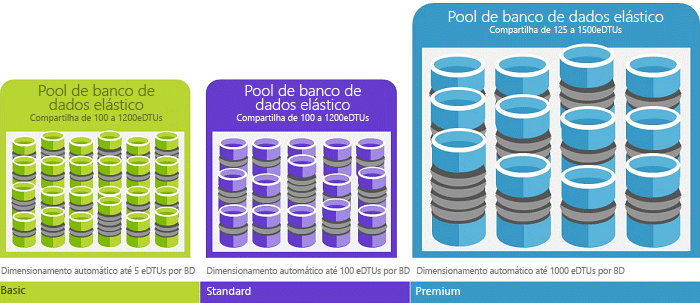 Pool de banco de
dados elástico
Compartilha de 100 a 1200eDTUs
Dimensionamento automático até 5 eDTUs por BD
Basic
Pool de banco de
dados elástico
Compartilha de 100 a 1200eDTUs
Dimensionamento automático até 100 eDTUs por BD
Standard
Pool de banco de dados elástico
Compartilha de 125 a 1500eDTUs
Dimensionamento automático até 1000 eDTUs por BD
Premium